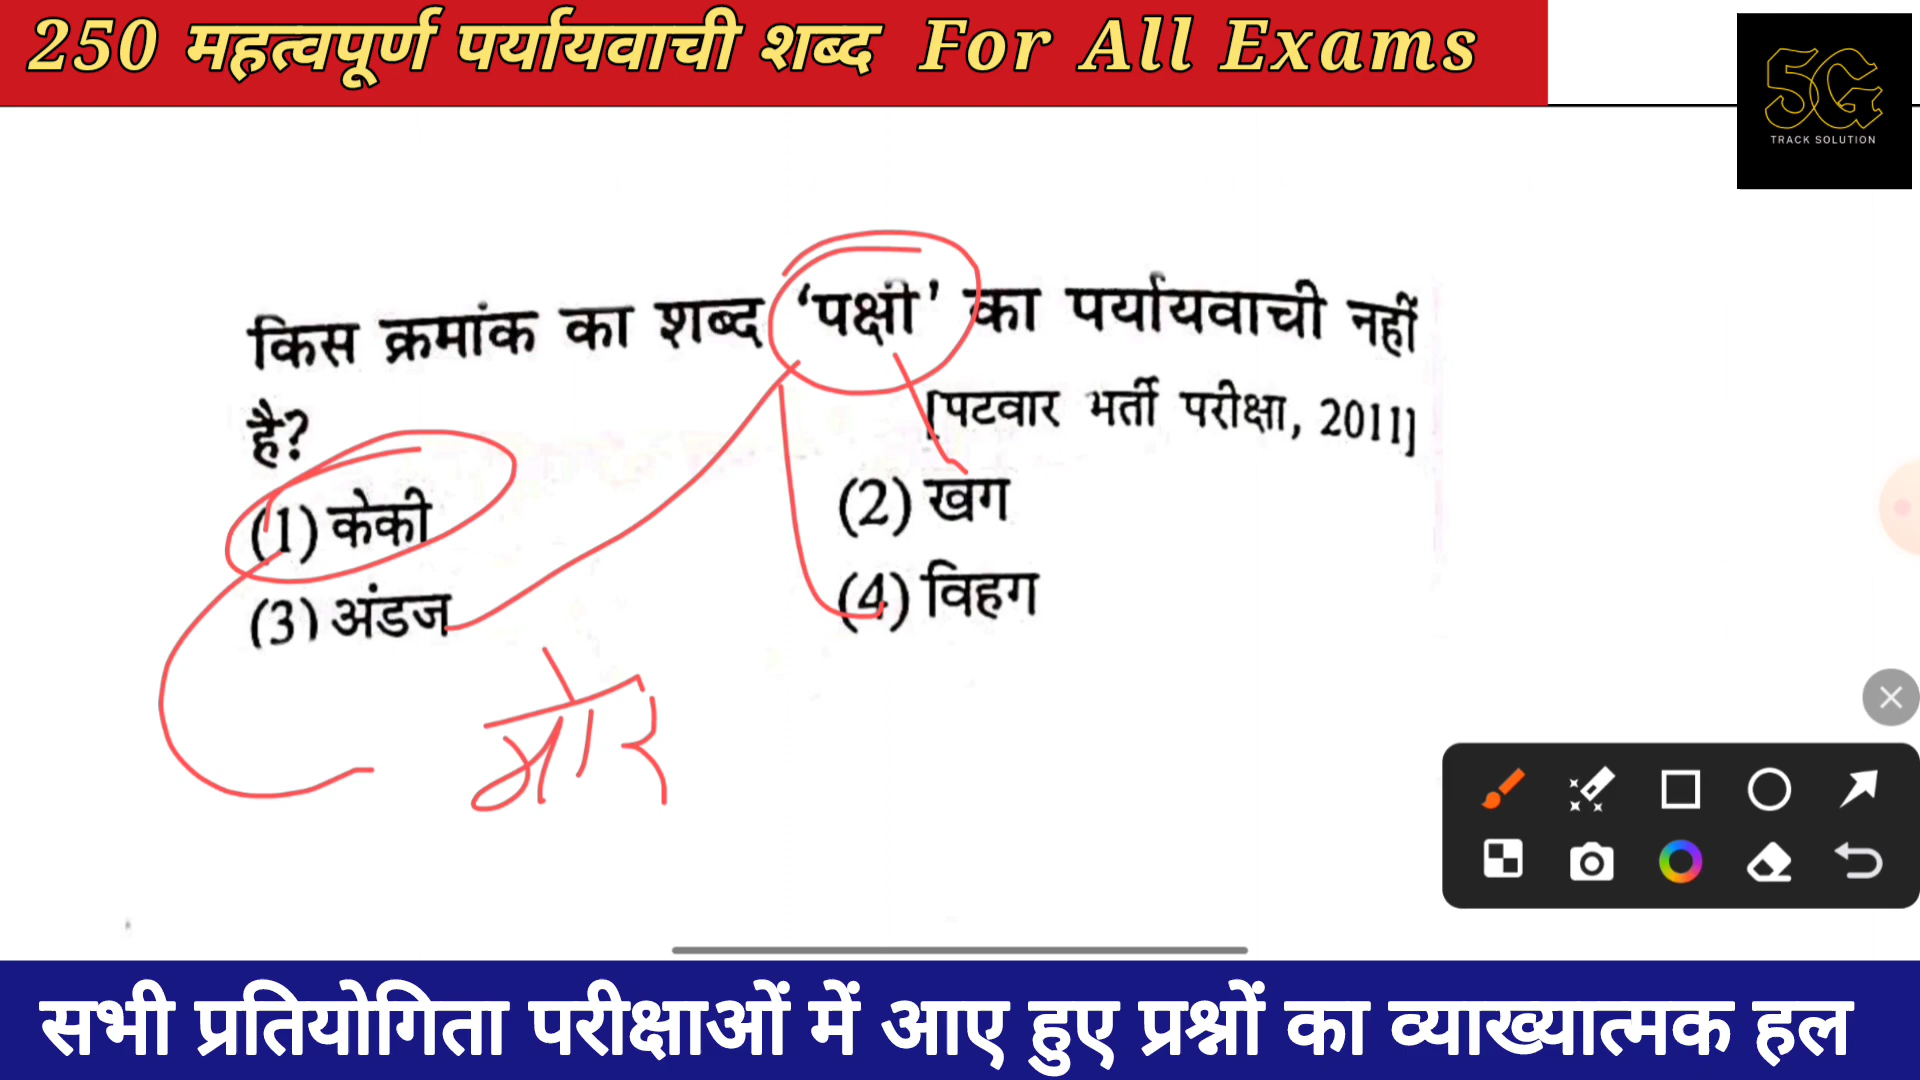 250 महत्वपूर्ण पर्यायवाची शब्द For All Exams
5G
TRACK SOLUTION
किस क्रमांक का शब्द ‘पक्षी’ का पर्यायवाची नहीं
है?
[पटवार भर्ती परीक्षा, 2011]
(1) केकी
(2) खग
(3) अंडज
(4) विहग
मोर
सभी प्रतियोगिता परीक्षाओं में आए हुए प्रश्नों का व्याख्यात्मक हल